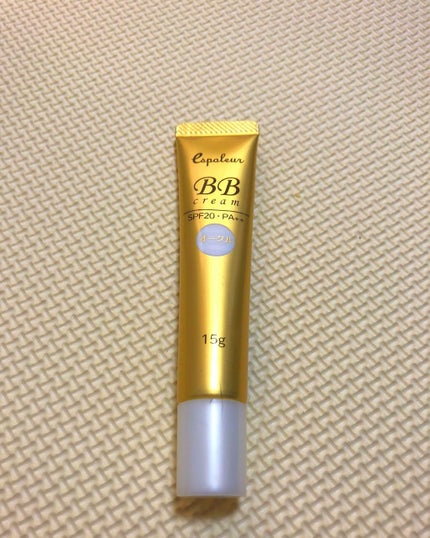 Espoleur
BB
cream
SPF20・PA++
オークル
15g